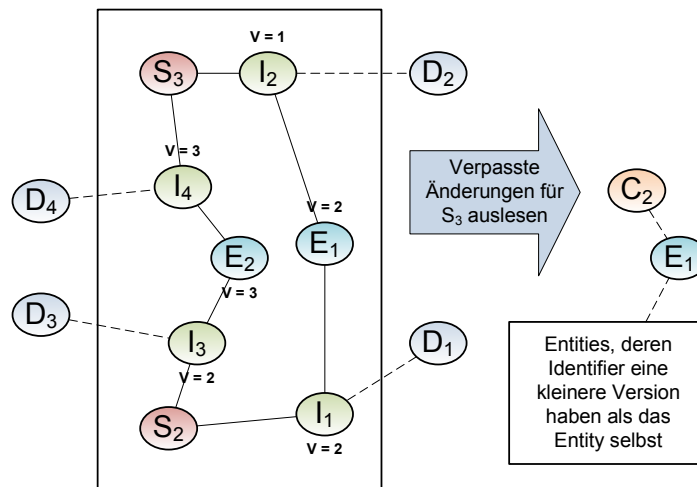 V = 1
S3
I2
D2
V = 3
I4
D4
V = 2
E1
E2
V = 3
D3
I3
V = 2
D1
I1
S2
V = 2
Verpasste
Änderungen für
S3 auslesen
C2
E1
Entities, deren
Identifier eine
kleinere Version
haben als das
Entity selbst